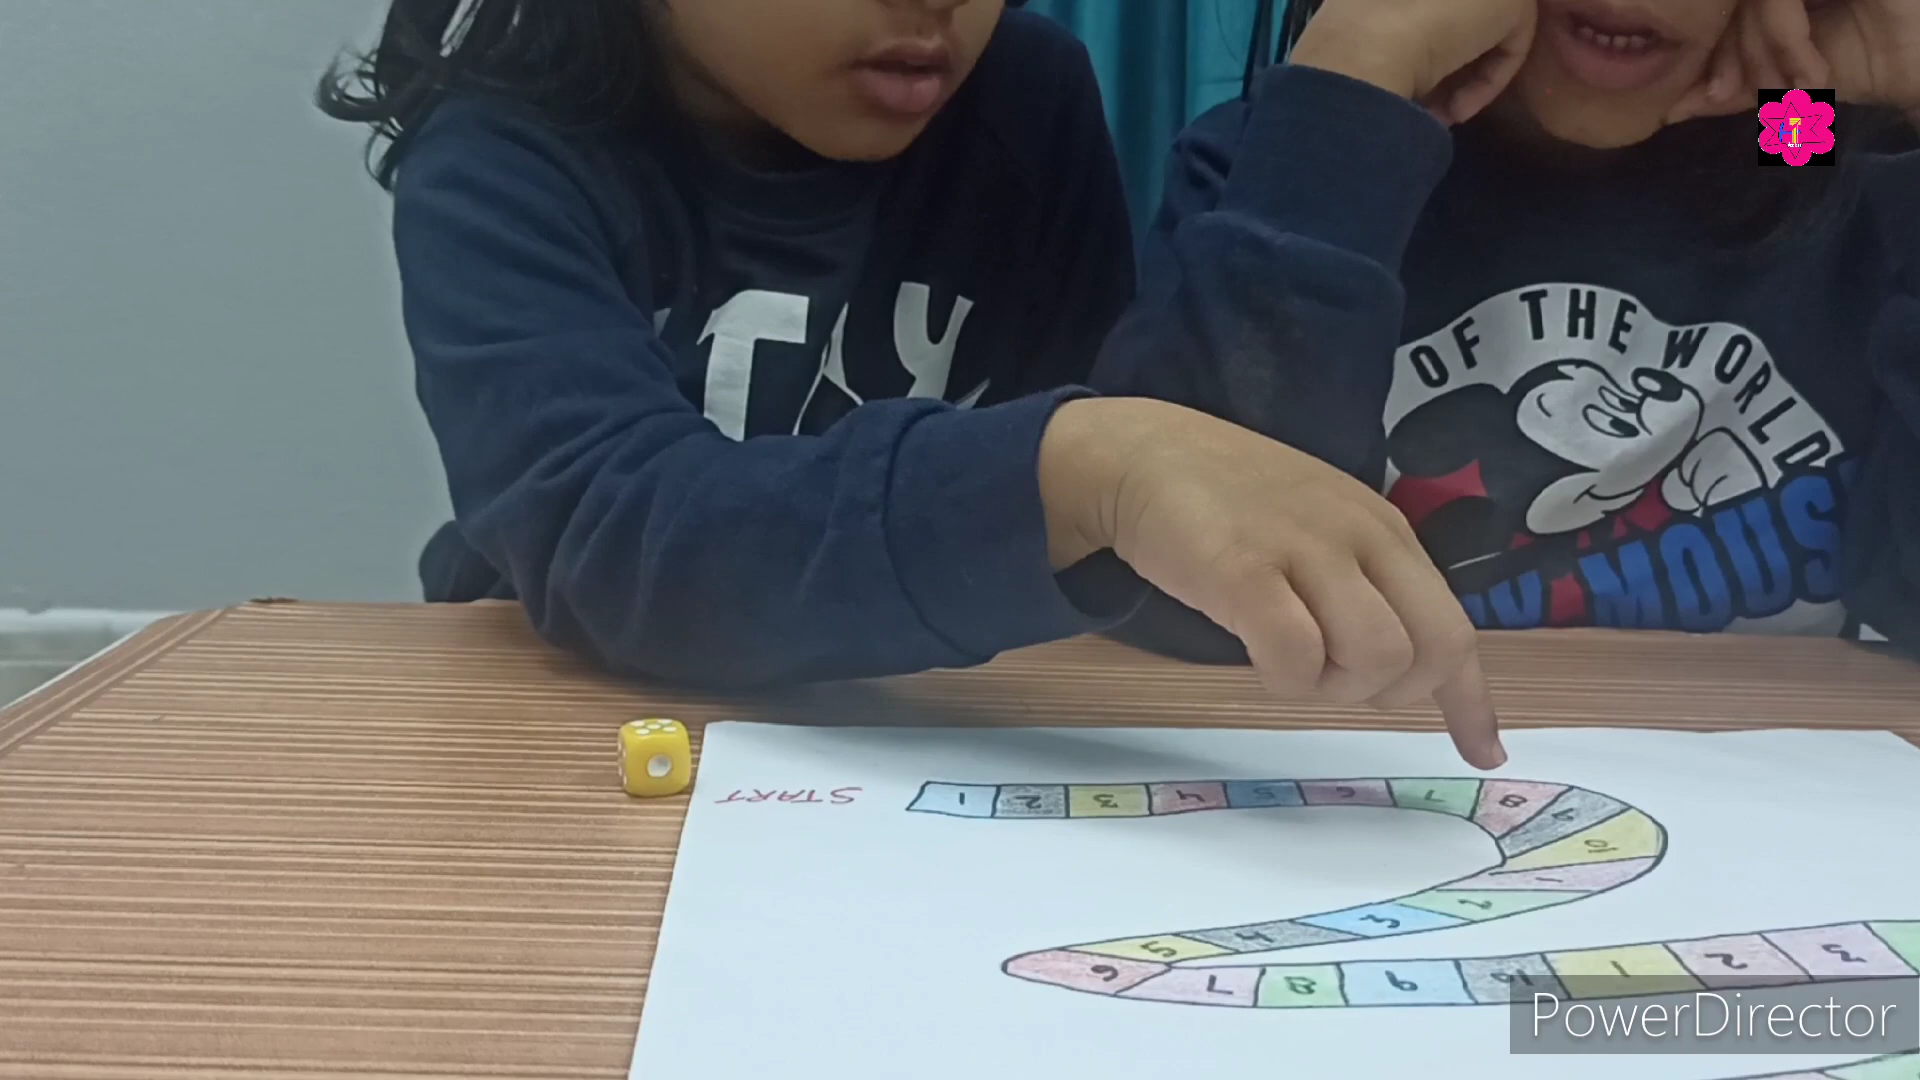 STAY
OF THE WORLD
MOUS
START
1 2 3 4 5 6 7 8 9 10
1 2 3 4 5 6 7 8 9 10
1 2 3
PowerDirector